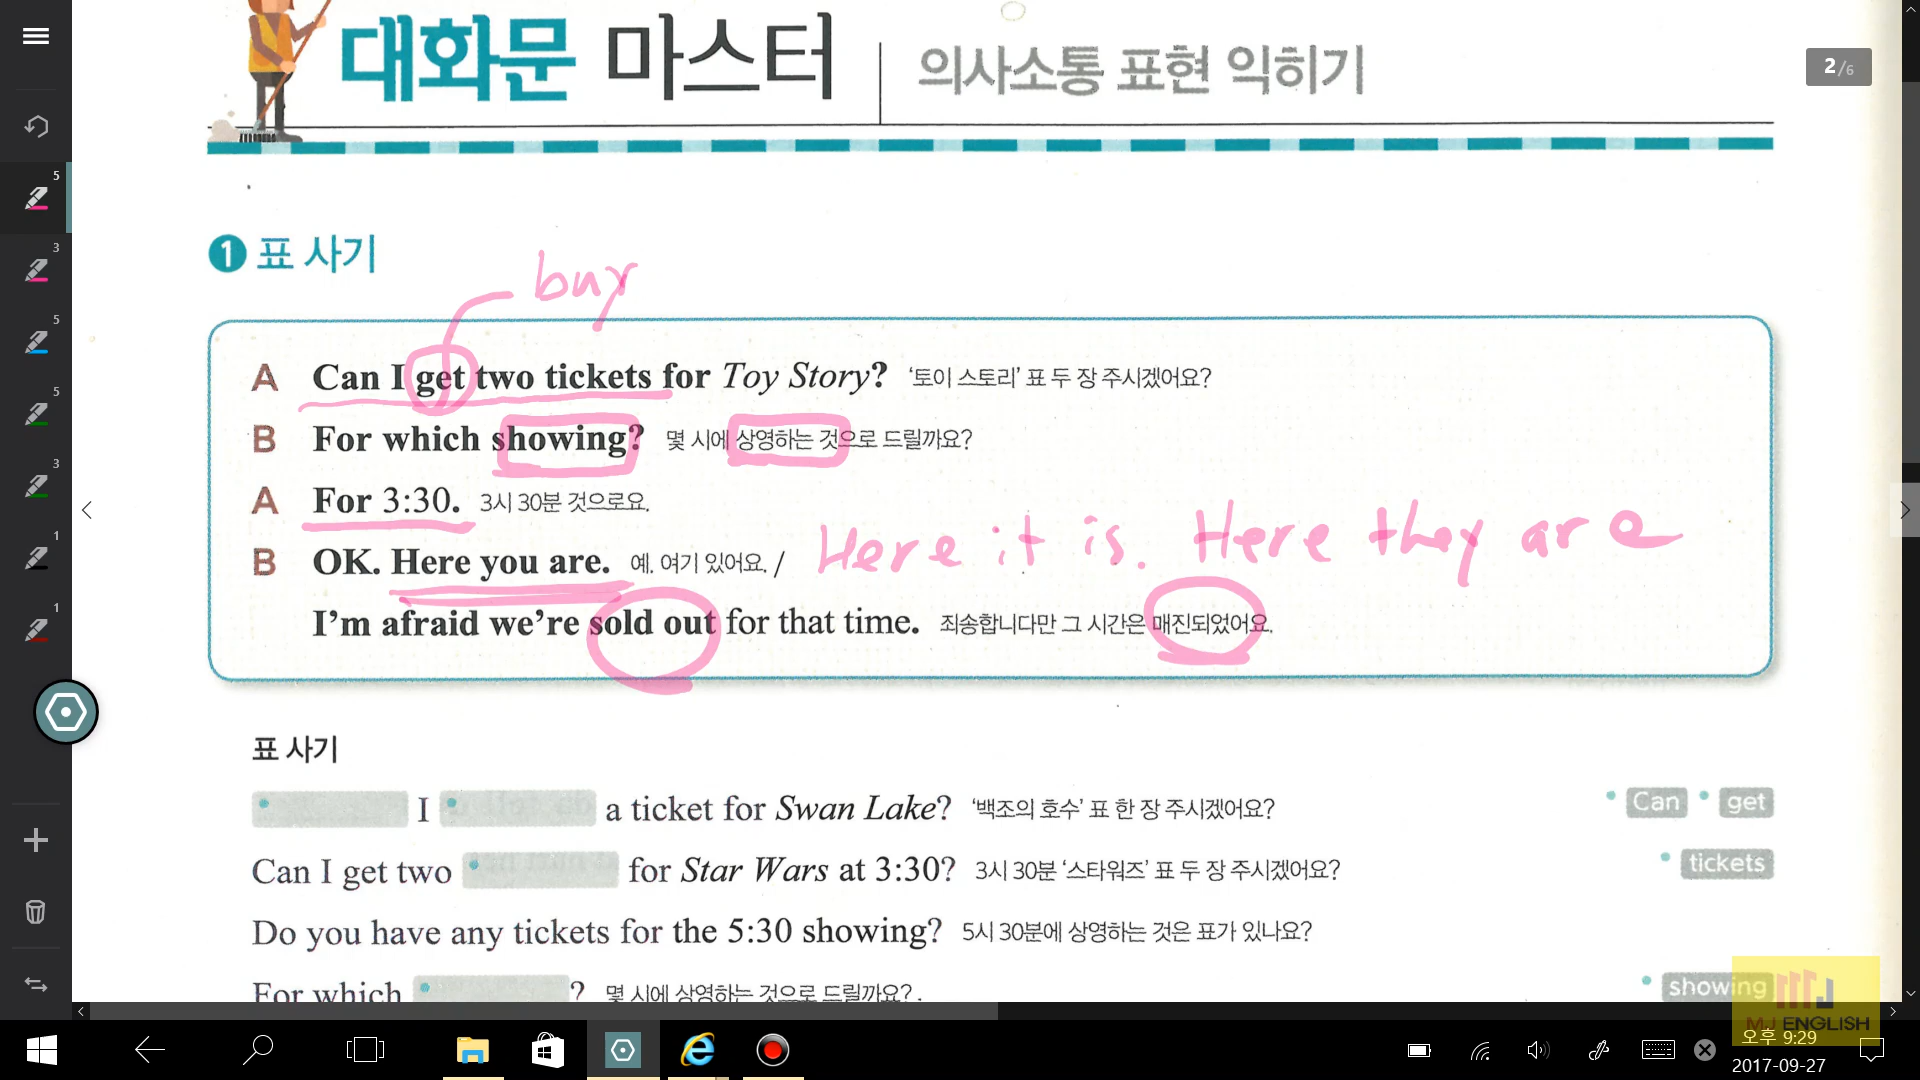 대화문 마스터 의사소통 표현 익히기
2/6
5
3
5
5
3
1
1
1 표 사기
buy
A Can I get two tickets for Toy Story? ‘토이 스토리’ 표 두 장 주시겠어요?
B For which showing? 몇 시에 상영하는 것으로 드릴까요?
A For 3:30. 3시 30분 것으로요.
Here it is. Here they are
B OK. Here you are. 예. 여기 있어요. /
I’m afraid we’re sold out for that time. 죄송합니다만 그 시간은 매진되었어요.
표 사기
I a ticket for Swan Lake? ‘백조의 호수’ 표 한 장 주시겠어요? Can get
Can I get two for Star Wars at 3:30? 3시 30분 ‘스타워즈’ 표 두 장 주시겠어요? tickets
Do you have any tickets for the 5:30 showing? 5시 30분에 상영하는 것은 표가 있나요?
For which ? 몇 시에 상영하는 것으로 드릴까요? . showing
MJ ENGLISH
오후 9:29
2017-09-27